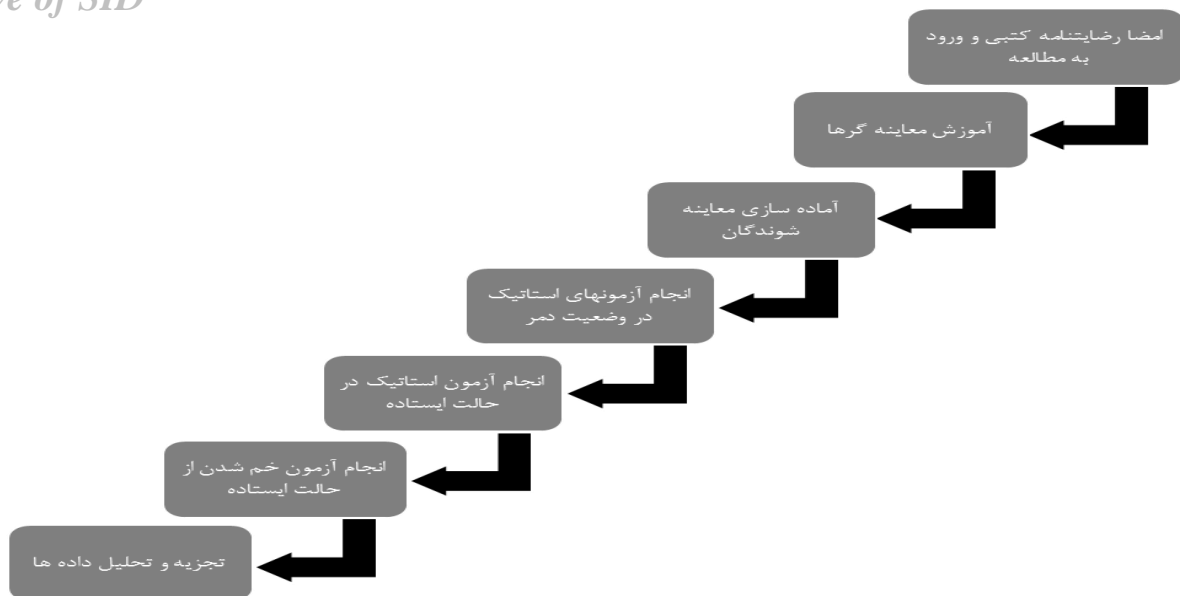 of SID
امضا رضایتنامه کتبی و ورود
به مطالعه
آموزش معاینه گرها
آماده سازی معاینه
شوندگان
انجام آزمونهای استاتیک
در وضعیت دمر
انجام آزمون استاتیک در
حالت ایستاده
انجام آزمون خم شدن از
حالت ایستاده
تجزیه و تحلیل داده ها